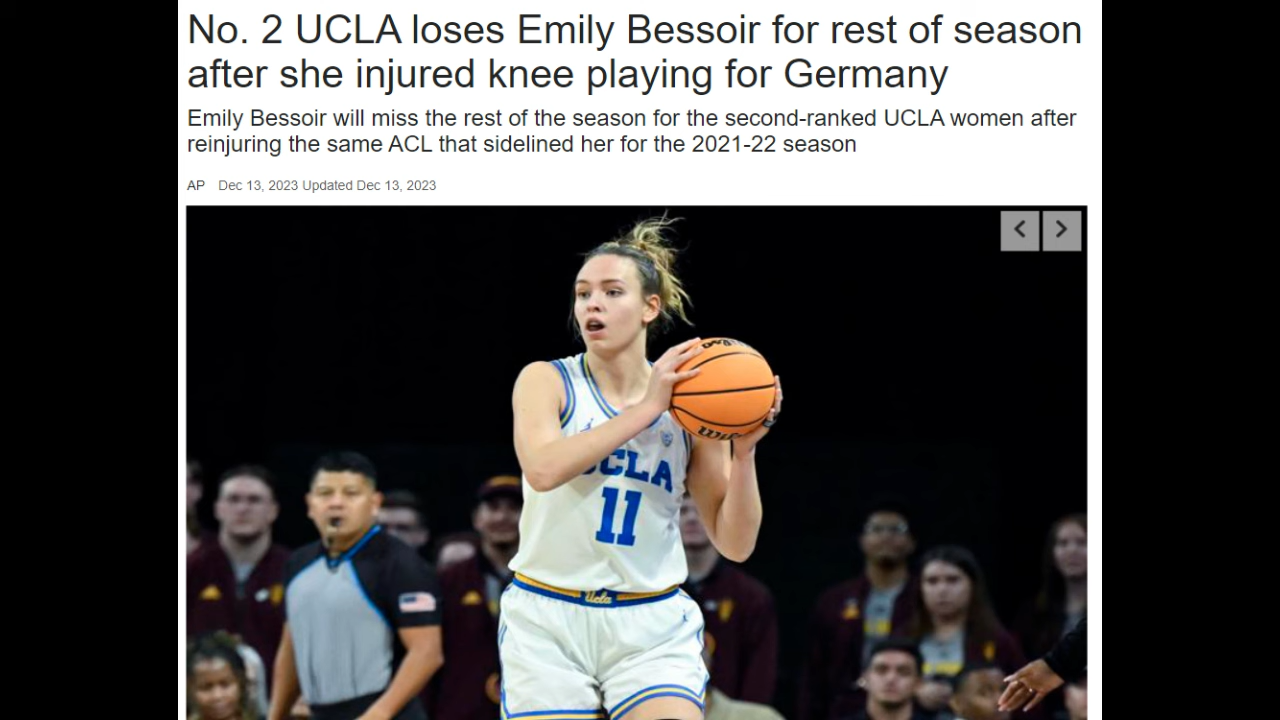 No. 2 UCLA loses Emily Bessoir for rest of season
after she injured knee playing for Germany
Emily Bessoir will miss the rest of the season for the second-ranked UCLA women after
reinjuring the same ACL that sidelined her for the 2021-22 season
AP Dec 13, 2023 Updated Dec 13, 2023
Wilson
UCLA
11
Ucla